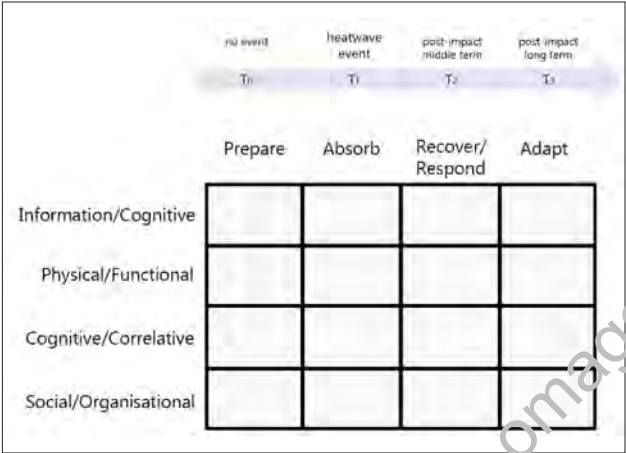 no event
heatwave
event
post-impact
middle term
post-impact
long term
T0
T1
T2
T3
Prepare
Absorb
Recover/
Respond
Adapt
Information/Cognitive
Physical/Functional
Cognitive/Correlative
Social/Organisational